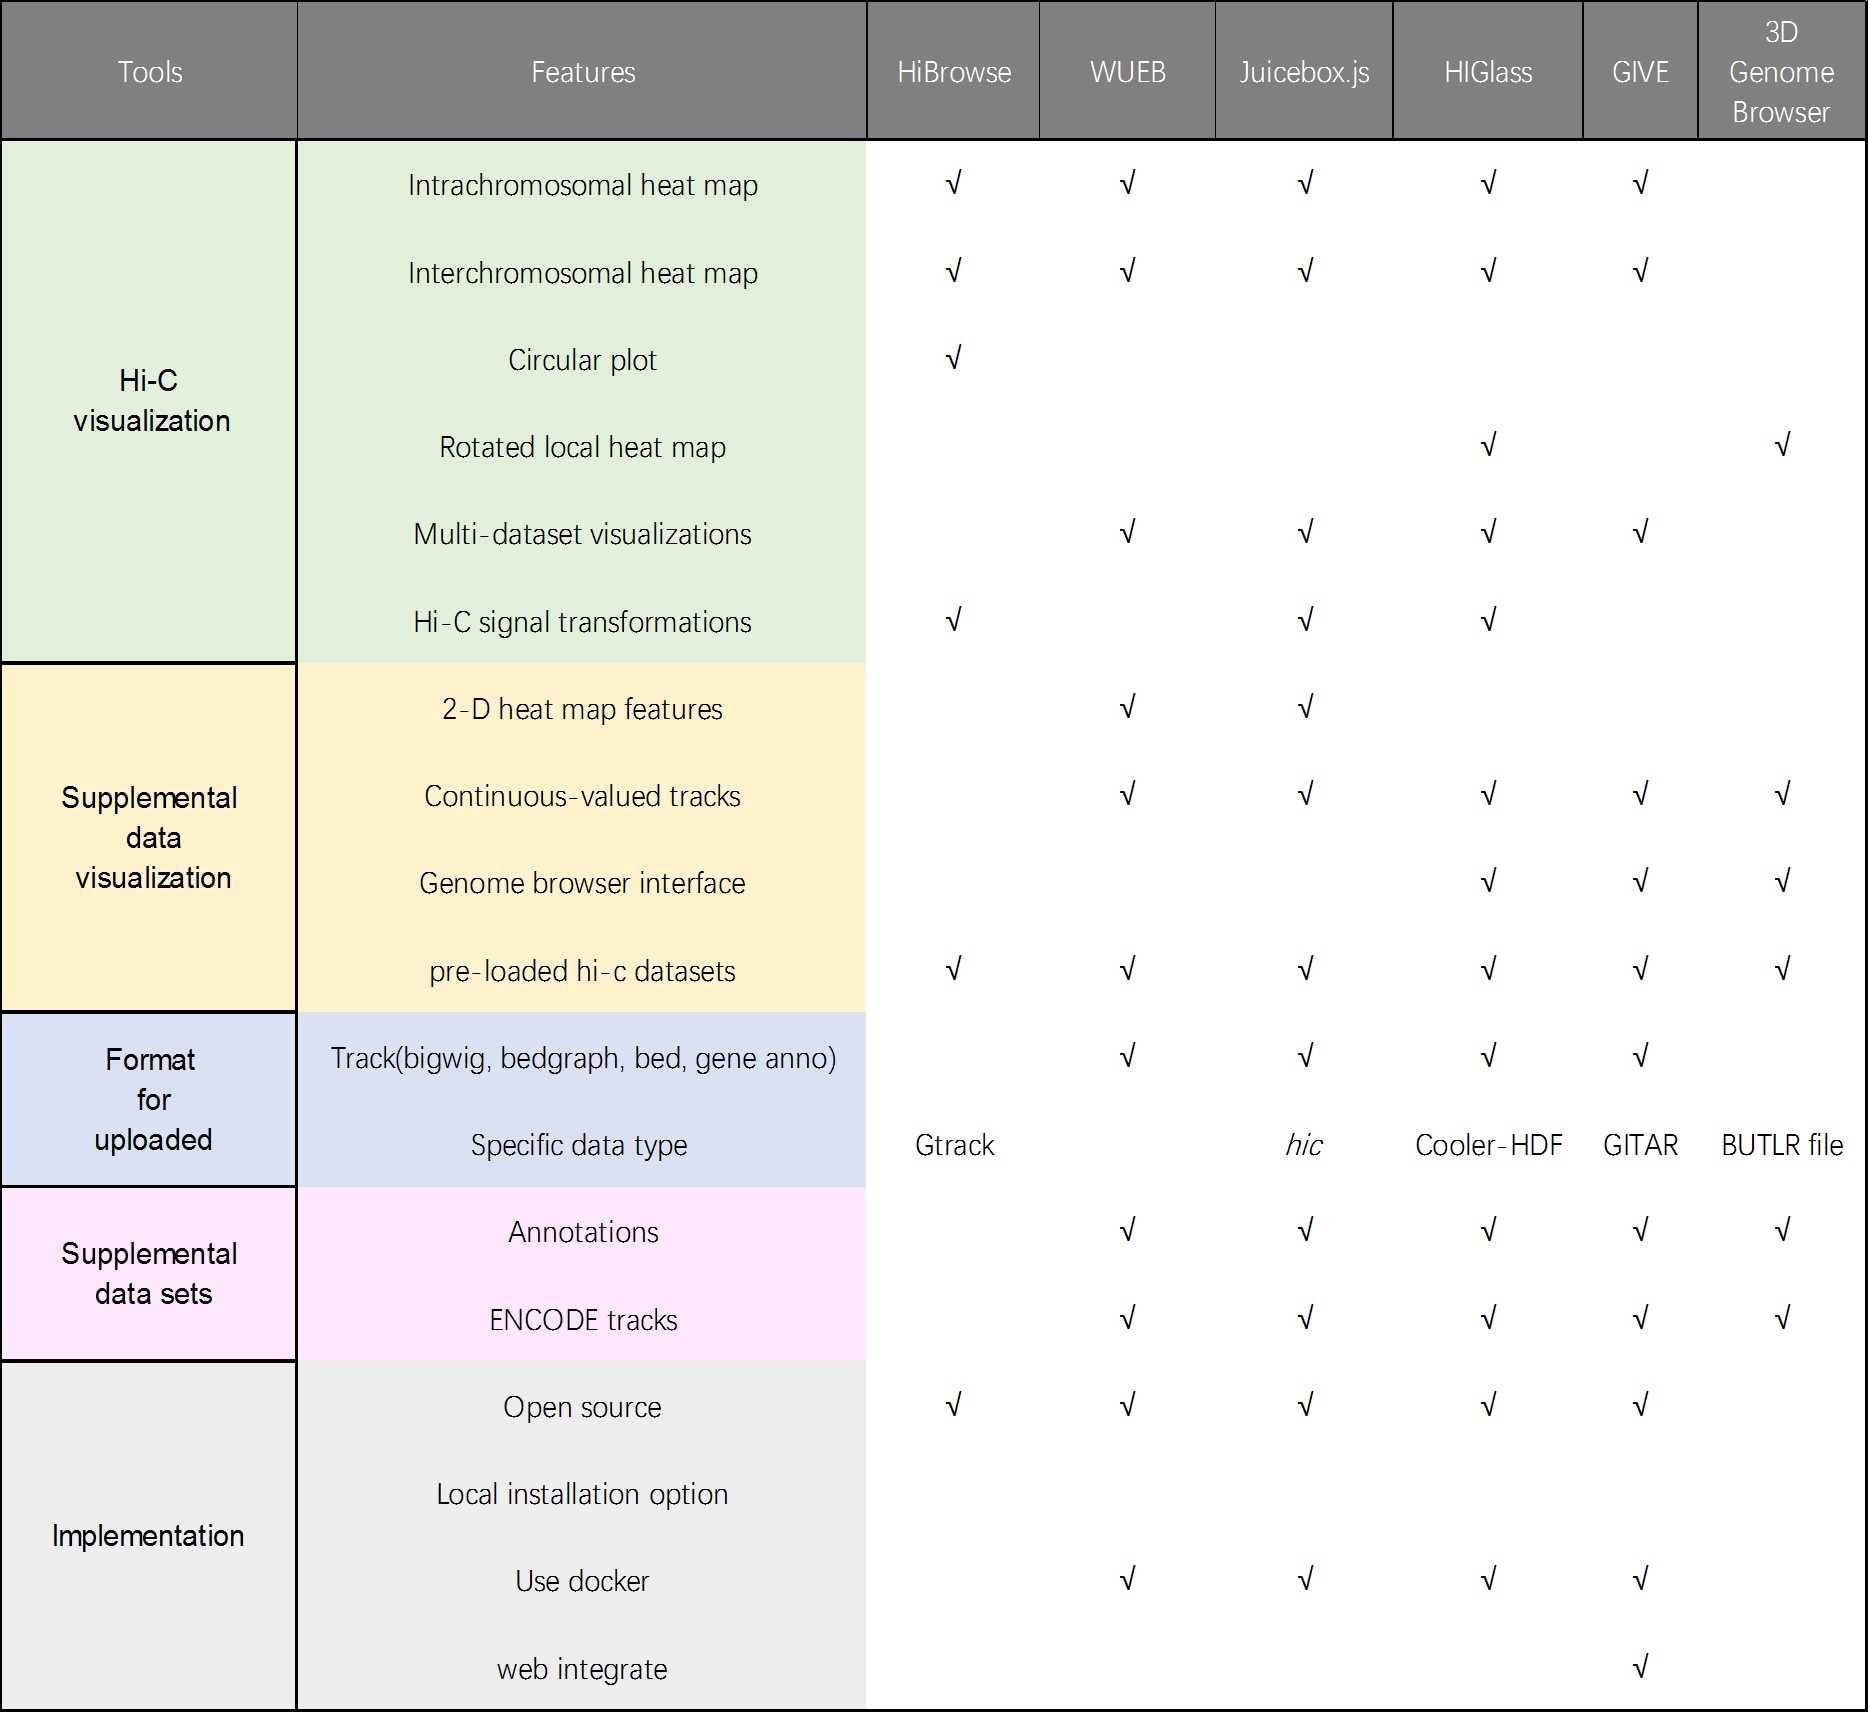 Tools Features HiBrowse WUEB Juicebox.js HIGlass GIVE 3D
Genome
Browser
Hi-C
visualization
Intrachromosomal heat map √ √ √ √ √
Interchromosomal heat map √ √ √ √ √
Circular plot √
Rotated local heat map √ √
Multi-dataset visualizations √ √ √ √
Hi-C signal transformations √ √ √
Supplemental
data
visualization
2-D heat map features √ √
Continuous-valued tracks √ √ √ √ √
Genome browser interface √ √ √
pre-loaded hi-c datasets √ √ √ √ √ √
Format
for
uploaded
Track(bigwig, bedgraph, bed, gene anno) √ √ √ √
Specific data type Gtrack hic Cooler-HDF GITAR BUTLR file
Supplemental
data sets
Annotations √ √ √ √ √
ENCODE tracks √ √ √ √ √
Implementation
Open source √ √ √ √ √
Local installation option
Use docker √ √ √ √
web integrate √